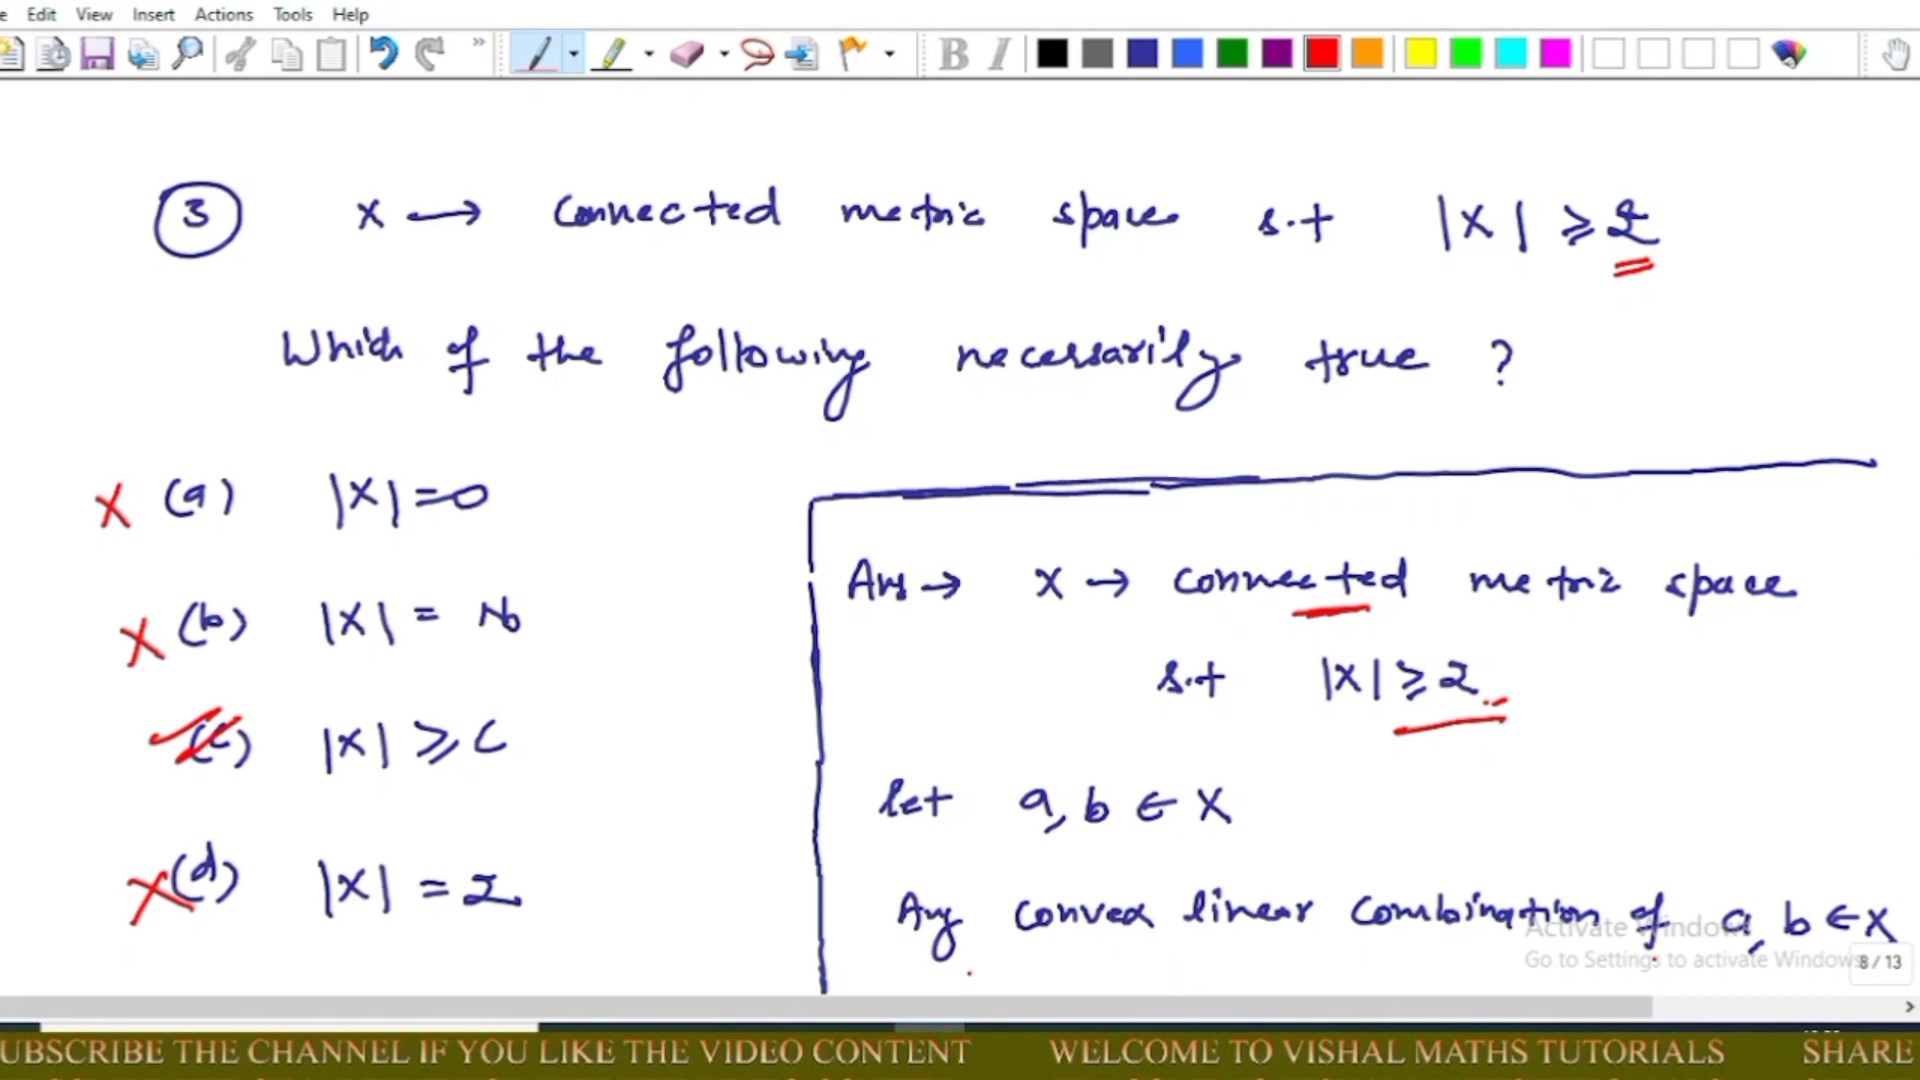 Edit View Insert Actions Tools Help
B I
③ X → connected metric space s.t |X| ≥ 2
Which of the following necessarily true ?
X (a) |X| = 0
X (b) |X| = No
(c) |X| ≥ c
X (d) |X| = 2
Ans → X → connected metric space
s.t |X| ≥ 2
let a, b ∈ X
Any convex linear combination of a, b ∈ X
Activate Windows
Go to Settings to activate Windows.
8 / 13
UBSCRIBE THE CHANNEL IF YOU LIKE THE VIDEO CONTENT WELCOME TO VISHAL MATHS TUTORIALS SHARE